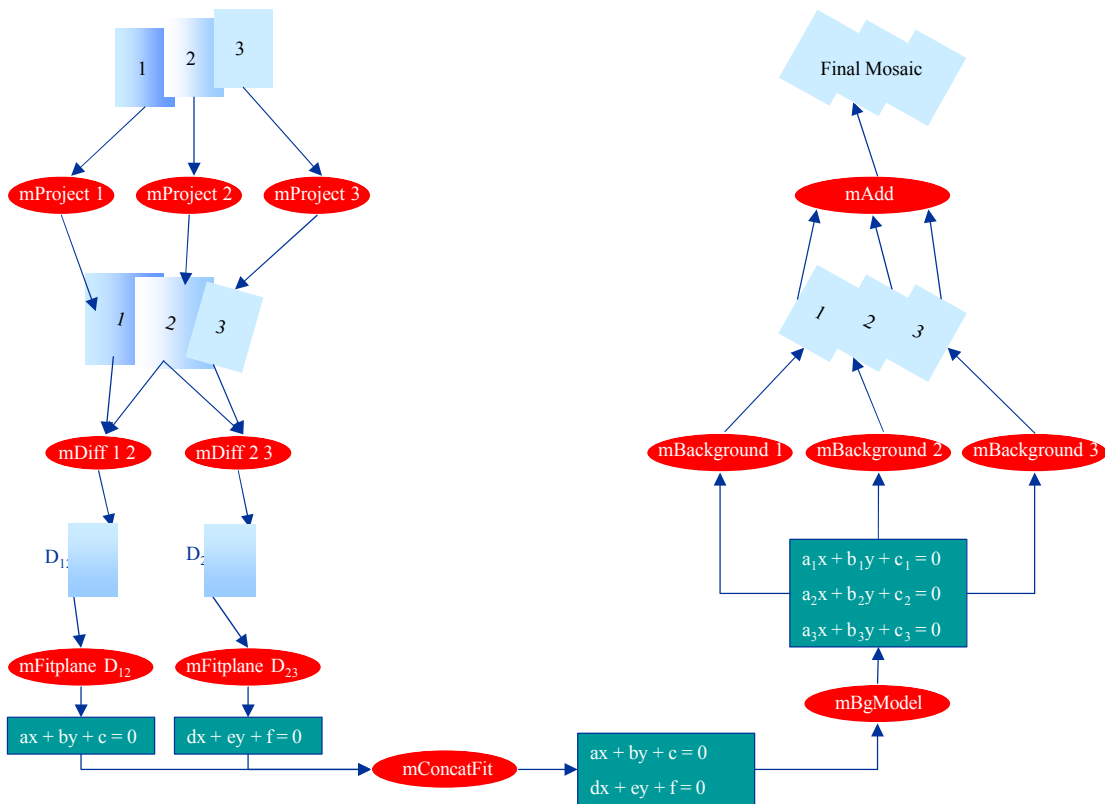 1
2
3
Final Mosaic
mProject 1
mProject 2
mProject 3
mAdd
1
2
3
1
2
3
mDiff 1 2
mDiff 2 3
mBackground 1
mBackground 2
mBackground 3
D₁₂
D₂
a₁x + b₁y + c₁ = 0
a₂x + b₂y + c₂ = 0
a₃x + b₃y + c₃ = 0
mFitplane D₁₂
mFitplane D₂₃
mBgModel
ax + by + c = 0
dx + ey + f = 0
mConcatFit
ax + by + c = 0
dx + ey + f = 0